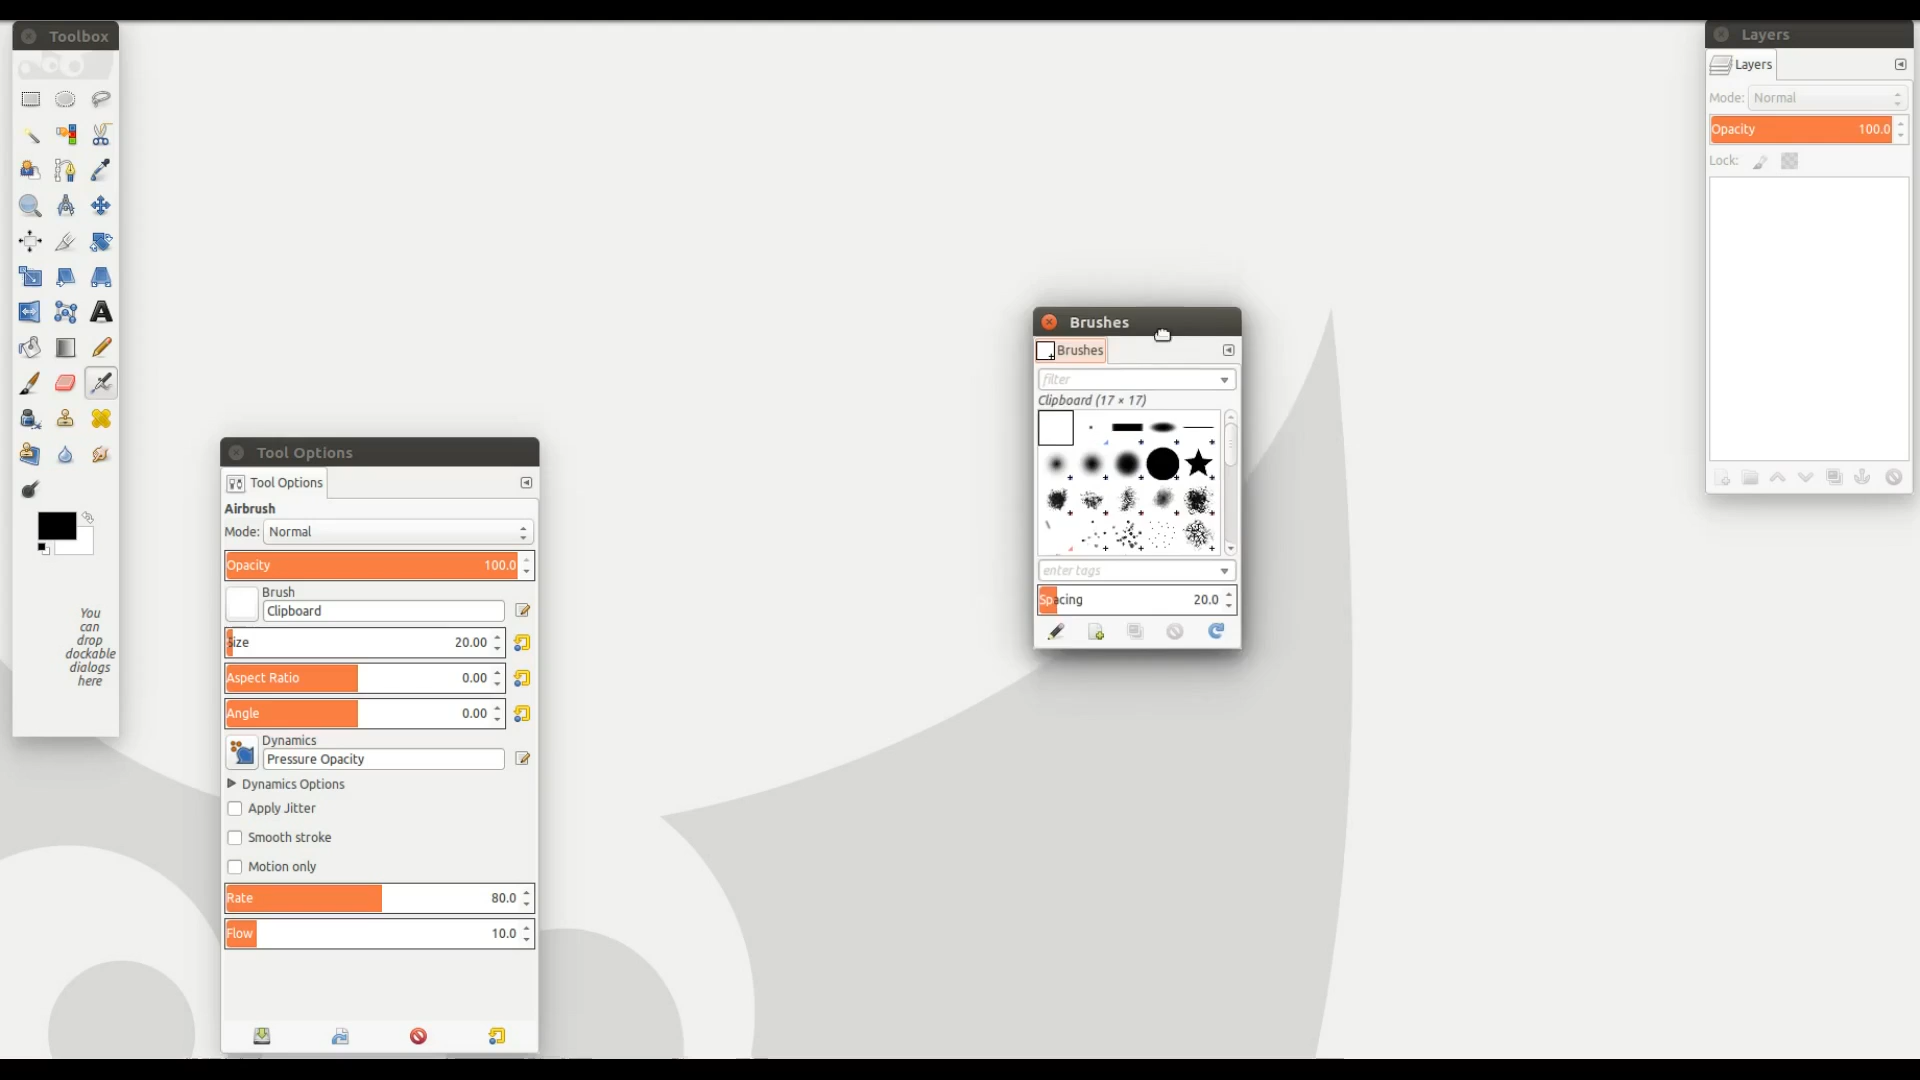 Toolbox
You
can
drop
dockable
dialogs
here
Tool Options
Tool Options
Airbrush
Mode: Normal
Opacity 100.0
Brush
Clipboard
Size 20.00
Aspect Ratio 0.00
Angle 0.00
Dynamics
Pressure Opacity
Dynamics Options
Apply Jitter
Smooth stroke
Motion only
Rate 80.0
Flow 10.0
Brushes
Brushes
filter
Clipboard (17 × 17)
enter tags
Spacing 20.0
Layers
Layers
Mode: Normal
Opacity 100.0
Lock: